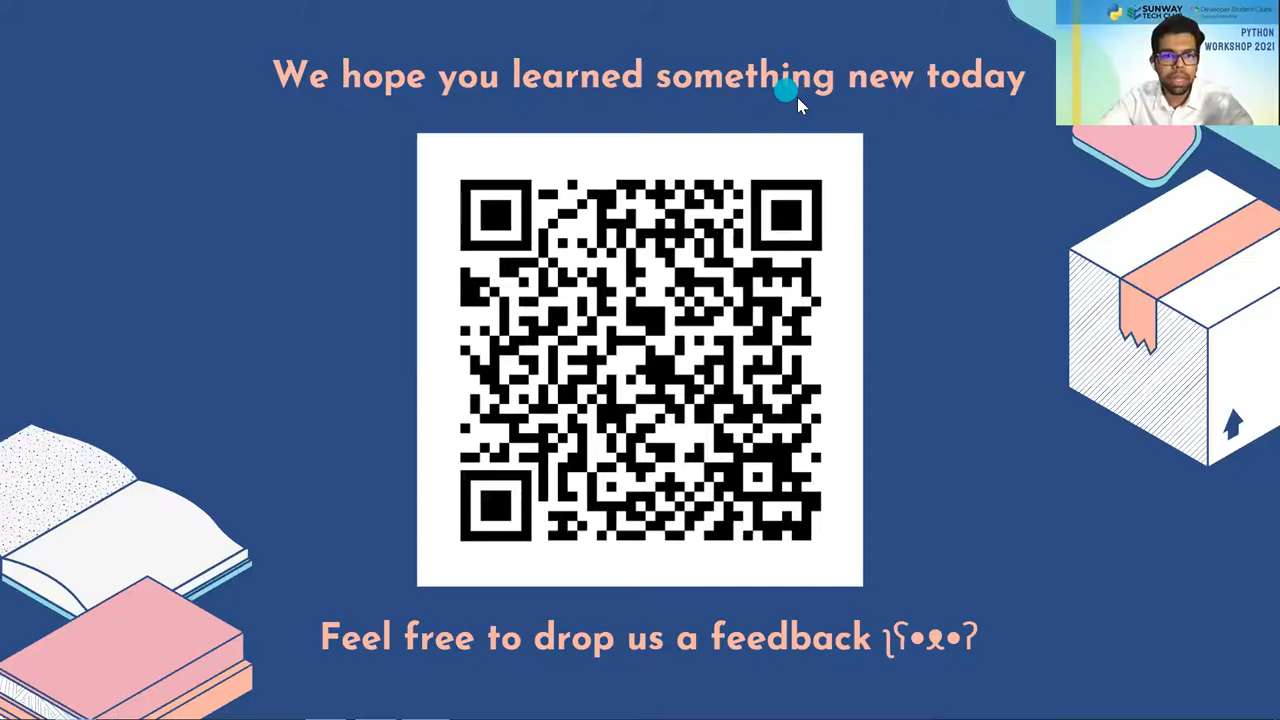 We hope you learned something new today
SUNWAY
TECH CLUB
Developer Student Clubs
PYTHON
WORKSHOP 2021
Feel free to drop us a feedback ƪʕ•ᴥ•ʔ